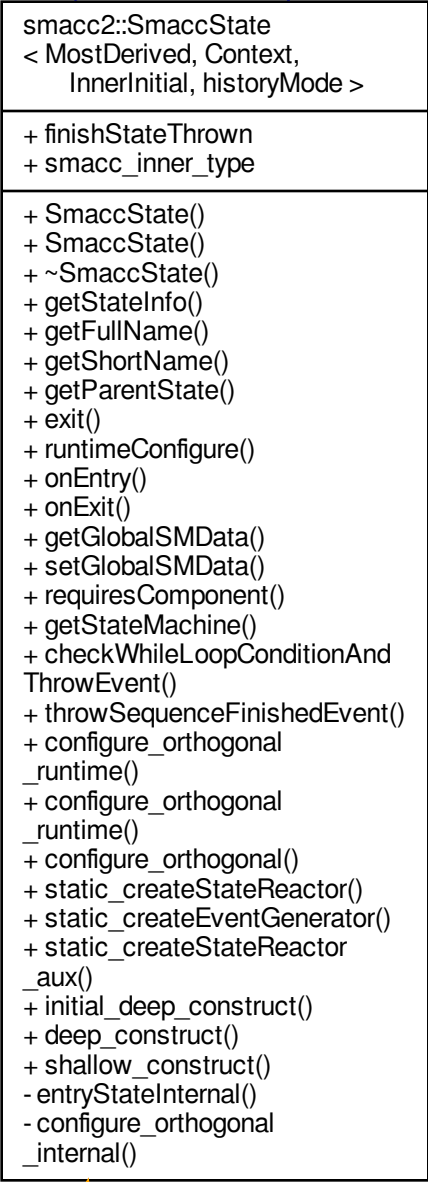 smacc2::SmaccState
< MostDerived, Context,
InnerInitial, historyMode >
+ finishStateThrown
+ smacc_inner_type
+ SmaccState()
+ SmaccState()
+ ~SmaccState()
+ getStateInfo()
+ getFullName()
+ getShortName()
+ getParentState()
+ exit()
+ runtimeConfigure()
+ onEntry()
+ onExit()
+ getGlobalSMData()
+ setGlobalSMData()
+ requiresComponent()
+ getStateMachine()
+ checkWhileLoopConditionAnd
ThrowEvent()
+ throwSequenceFinishedEvent()
+ configure_orthogonal
_runtime()
+ configure_orthogonal
_runtime()
+ configure_orthogonal()
+ static_createStateReactor()
+ static_createEventGenerator()
+ static_createStateReactor
_aux()
+ initial_deep_construct()
+ deep_construct()
+ shallow_construct()
- entryStateInternal()
- configure_orthogonal
_internal()